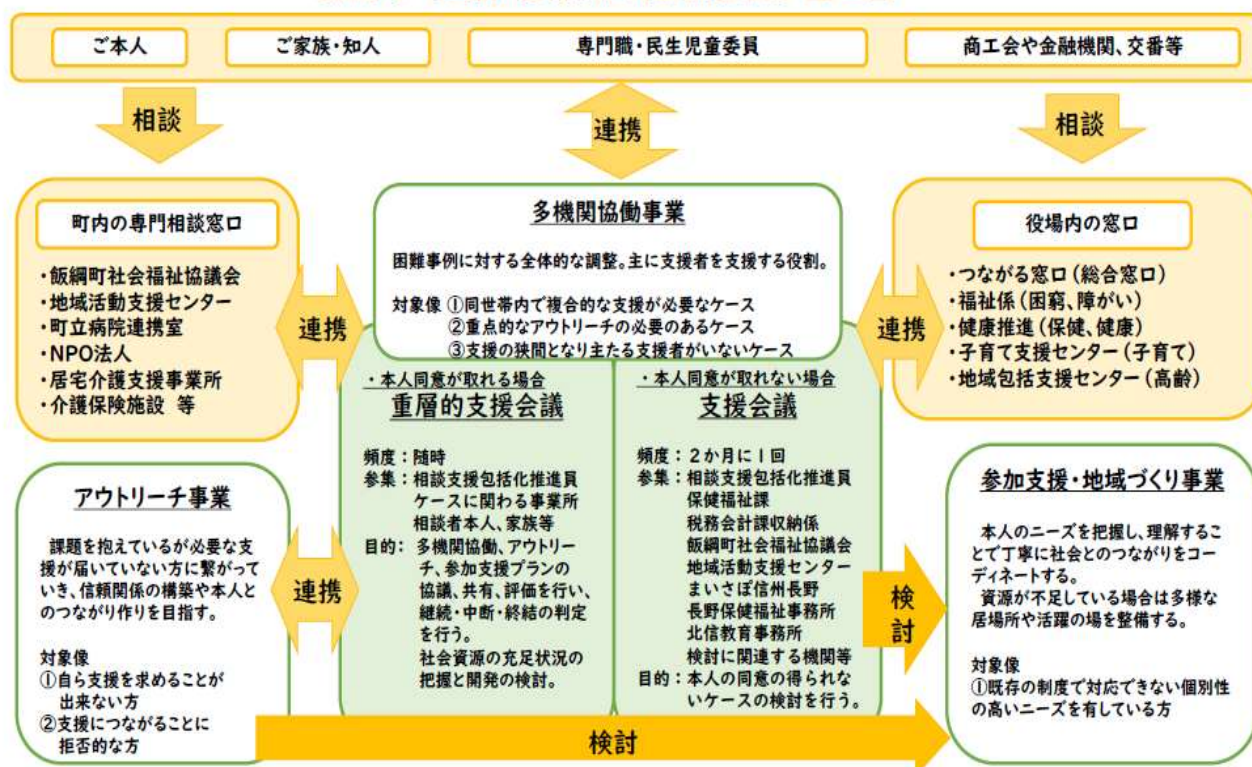 ご本人
ご家族・知人
専門職・民生児童委員
商工会や金融機関、交番等
相談
連携
相談
町内の専門相談窓口
・飯綱町社会福祉協議会
・地域活動支援センター
・町立病院連携室
・NPO法人
・居宅介護支援事業所
・介護保険施設 等
連携
多機関協働事業
困難事例に対する全体的な調整。主に支援者を支援する役割。
対象像 ①同世帯内で複合的な支援が必要なケース
②重点的なアウトリーチの必要のあるケース
③支援の狭間となり主たる支援者がいないケース
連携
役場内の窓口
・つながる窓口(総合窓口)
・福祉係(困窮、障がい)
・健康推進(保健、健康)
・子育て支援センター(子育て)
・地域包括支援センター(高齢)
・本人同意が取れる場合
重層的支援会議
頻度:随時
参集:相談支援包括化推進員
ケースに関わる事業所
相談者本人、家族等
目的: 多機関協働、アウトリー
チ、参加支援プランの
協議、共有、評価を行い、
継続・中断・終結の判定
を行う。
社会資源の充足状況の
把握と開発の検討。
・本人同意が取れない場合
支援会議
頻度:2か月に1回
参集:相談支援包括化推進員
保健福祉課
税務会計課収納係
飯綱町社会福祉協議会
地域活動支援センター
まいさぽ信州長野
長野保健福祉事務所
北信教育事務所
検討に関連する機関等
目的:本人の同意の得られな
いケースの検討を行う。
アウトリーチ事業
課題を抱えているが必要な支
援が届いていない方に繋がって
いき、信頼関係の構築や本人と
のつながり作りを目指す。
対象像
①自ら支援を求めることが
出来ない方
②支援につながることに
拒否的な方
連携
検討
参加支援・地域づくり事業
本人のニーズを把握し、理解するこ
とで丁寧に社会とのつながりをコー
ディネートする。
資源が不足している場合は多様な
居場所や活躍の場を整備する。
対象像
①既存の制度で対応できない個別性
の高いニーズを有している方
検討